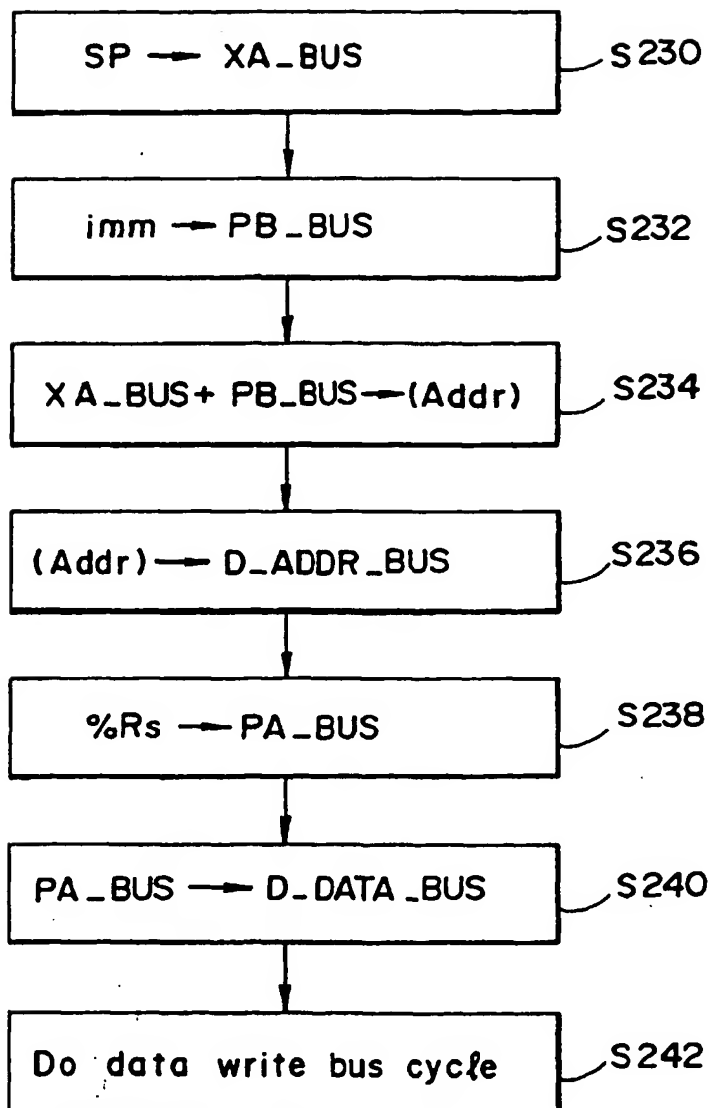 SP → XA_BUS
S230
imm → PB_BUS
S232
XA_BUS+ PB_BUS→(Addr)
S234
(Addr)→ D_ADDR_BUS
S236
%Rs → PA_BUS
S238
PA_BUS → D_DATA_BUS
S240
Do data write bus cycle
S242